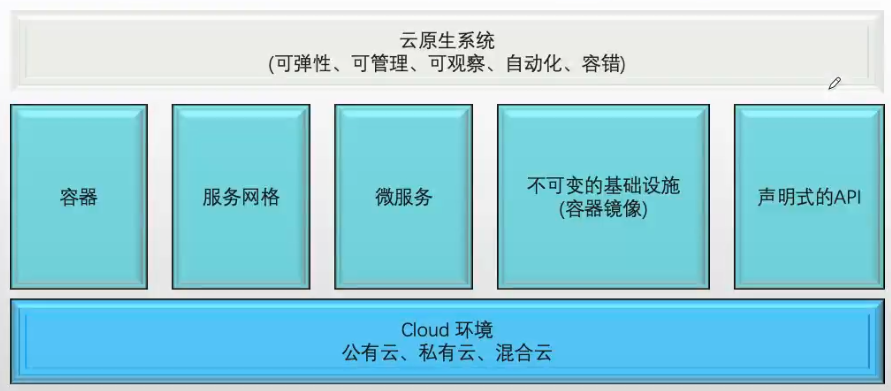 云原生系统
(可弹性、可管理、可观察、自动化、容错)
容器
服务网格
微服务
不可变的基础设施
(容器镜像)
声明式的API
Cloud 环境
公有云、私有云、混合云